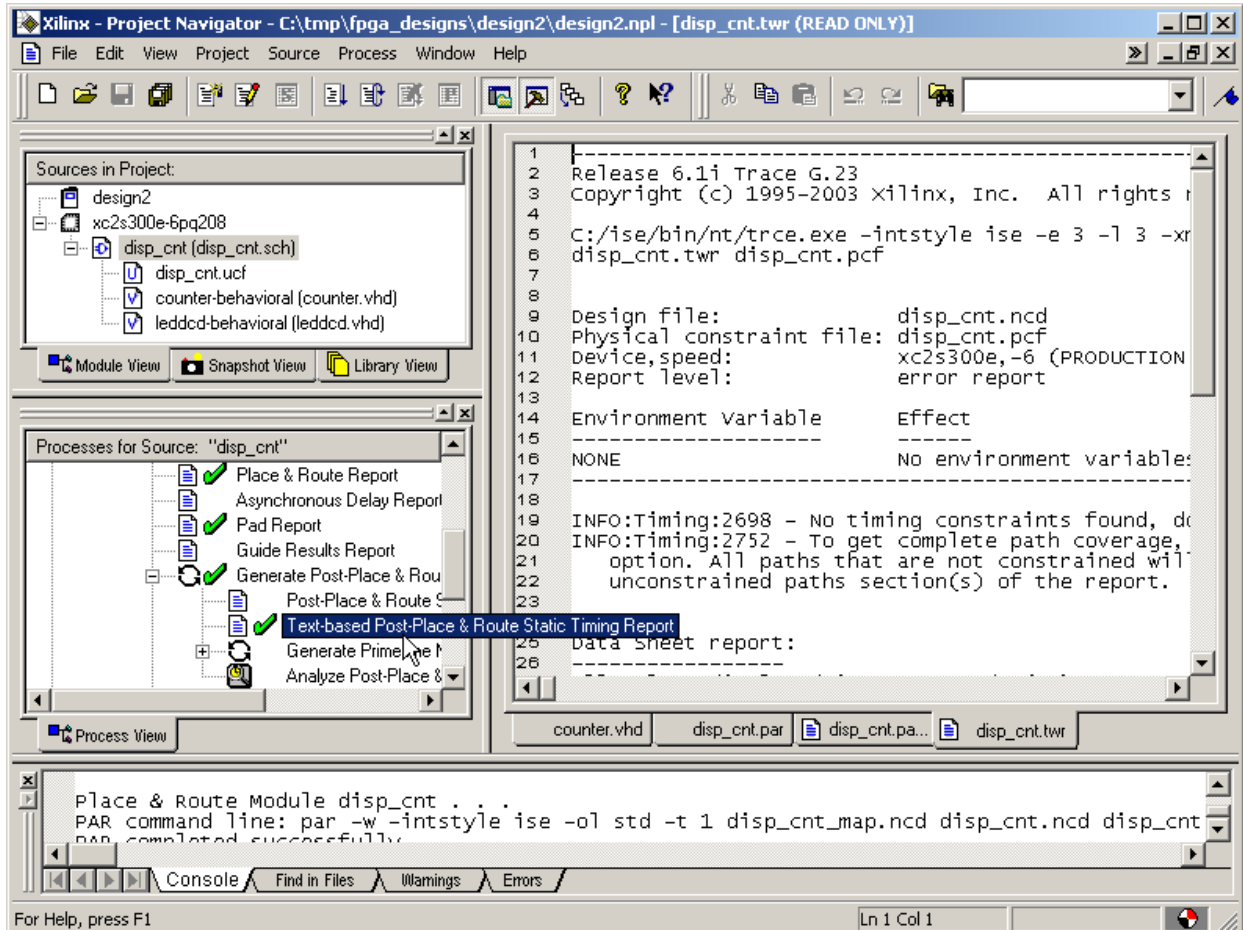 Xilinx - Project Navigator - C:\tmp\fpga_designs\design2\design2.npl - [disp_cnt.twr (READ ONLY)]
File Edit View Project Source Process Window Help
Sources in Project:
design2
xc2s300e-6pq208
disp_cnt (disp_cnt.sch)
disp_cnt.ucf
counter-behavioral (counter.vhd)
leddcd-behavioral (leddcd.vhd)
Module View Snapshot View Library View
Processes for Source: "disp_cnt"
Place & Route Report
Asynchronous Delay Report
Pad Report
Guide Results Report
Generate Post-Place & Rou
Post-Place & Route S
Text-based Post-Place & Route Static Timing Report
Generate Prime
Analyze Post-Place &
Process View
1 --------------------------------------------------
2 Release 6.1i Trace G.23
3 Copyright (c) 1995-2003 Xilinx, Inc.  All rights r
4
5 C:/ise/bin/nt/trce.exe -intstyle ise -e 3 -l 3 -xm
6 disp_cnt.twr disp_cnt.pcf
7
8
9 Design file: disp_cnt.ncd
10 Physical constraint file: disp_cnt.pcf
11 Device,speed: xc2s300e,-6 (PRODUCTION
12 Report level: error report
13
14 Environment Variable Effect
15 -------------------- ------
16 NONE No environment variables
17 --------------------------------------------------
18
19 INFO:Timing:2698 - No timing constraints found, do
20 INFO:Timing:2752 - To get complete path coverage,
21 option. All paths that are not constrained wil
22 unconstrained paths section(s) of the report.
23
25 Data Sheet report:
26 -----------------
counter.vhd disp_cnt.par disp_cnt.pa... disp_cnt.twr
Place & Route Module disp_cnt . . .
PAR command line: par -w -intstyle ise -ol std -t 1 disp_cnt_map.ncd disp_cnt.ncd disp_cnt
PAR completed successfully
Console Find in Files Warnings Errors
For Help, press F1 Ln 1 Col 1